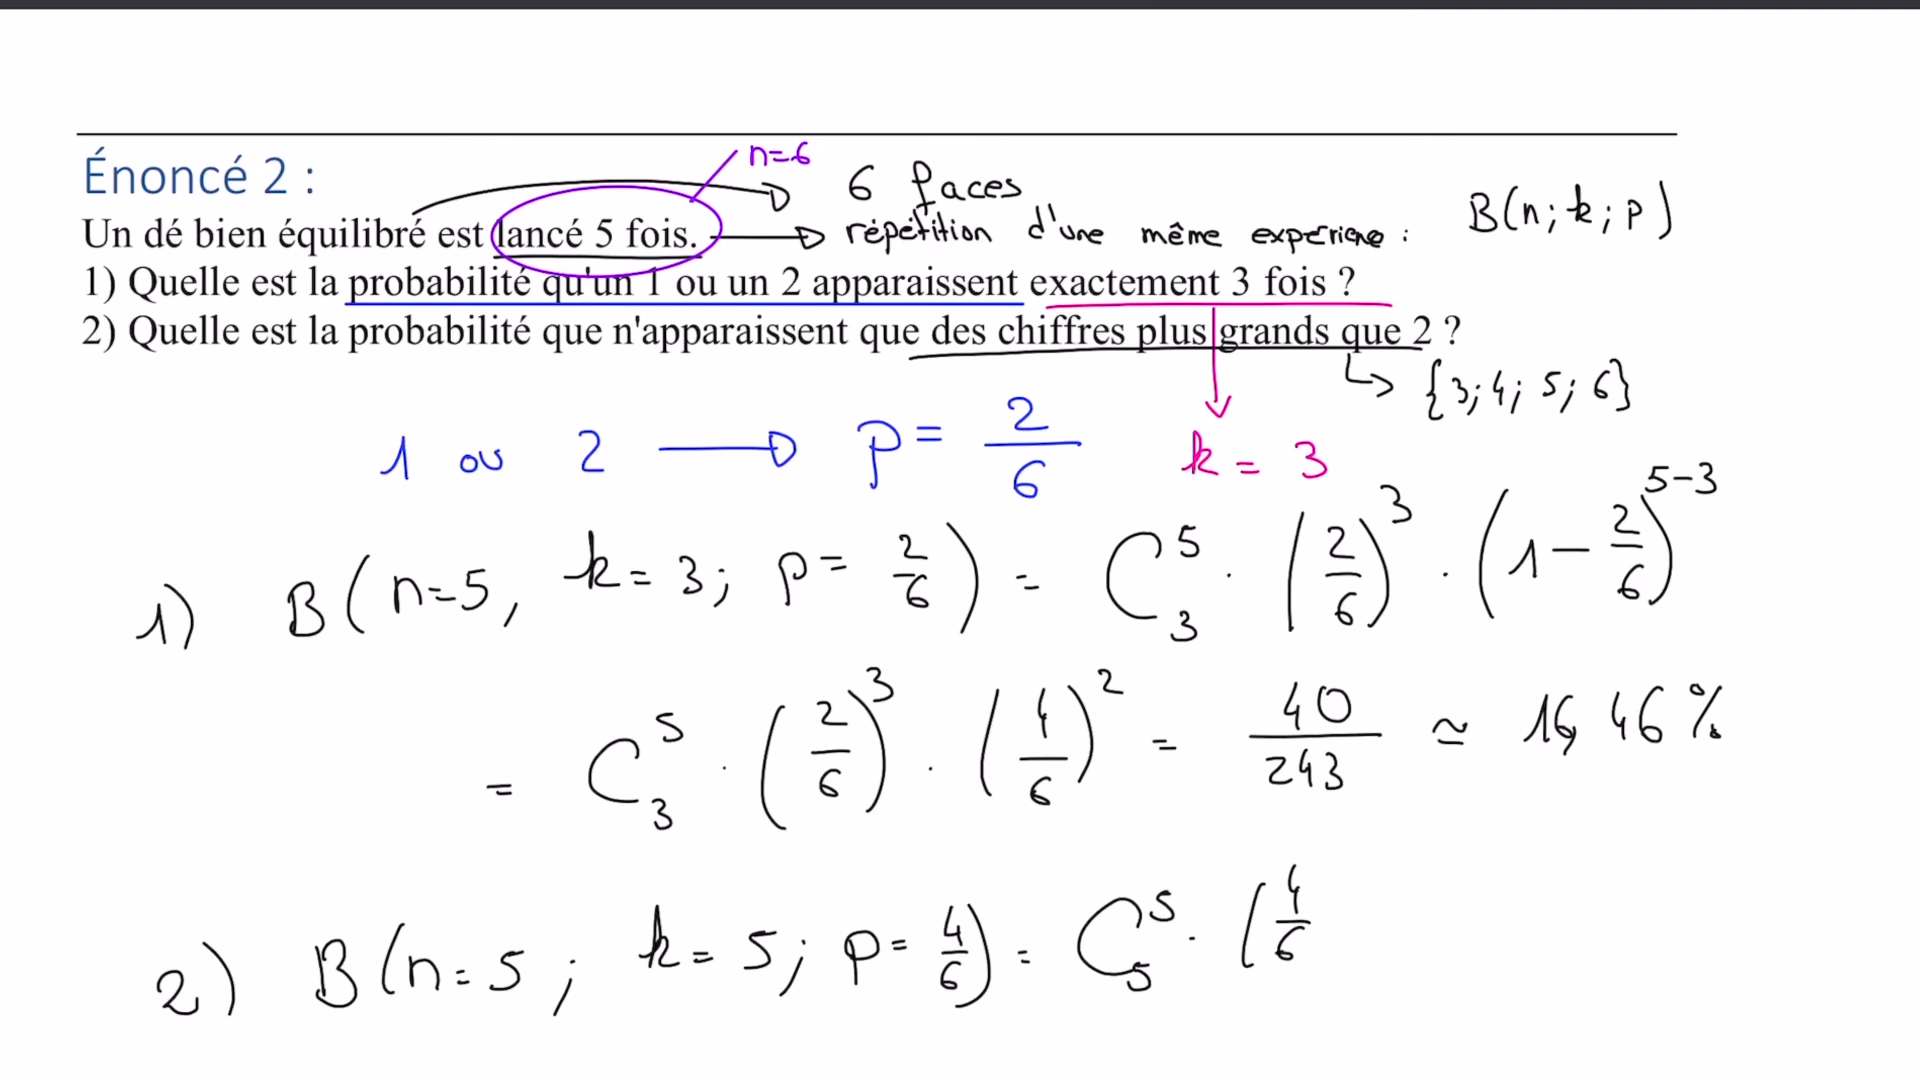 n=6
Énoncé 2 :
6 faces
Un dé bien équilibré est lancé 5 fois. répétition d'une même expérience : B(n; k; p)
1) Quelle est la probabilité qu'un 1 ou un 2 apparaissent exactement 3 fois ?
2) Quelle est la probabilité que n'apparaissent que des chiffres plus grands que 2 ?
{3; 4; 5; 6}
1 ou 2 → p = 2/6 k = 3
1) B(n=5, k=3; p=2/6) = C₃⁵ · (2/6)³ · (1 − 2/6)⁵⁻³
= C₃⁵ · (2/6)³ · (4/6)² = 40/243 ≃ 16,46 %
2) B(n=5; k=5; p=4/6) = C₅⁵ · (4/6